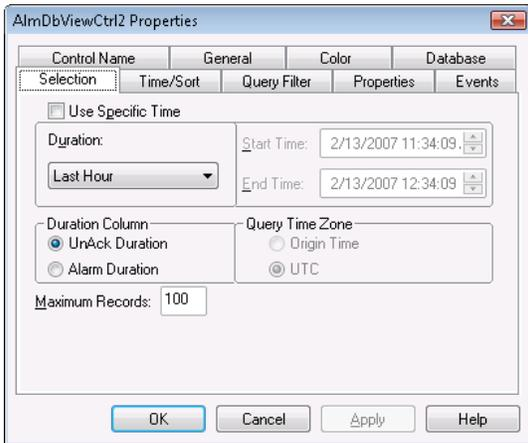 AlmDbViewCtrl2 Properties
Control Name General Color Database
Selection Time/Sort Query Filter Properties Events
Use Specific Time
Duration:
Last Hour
Start Time: 2/13/2007 11:34:09.
End Time: 2/13/2007 12:34:09
Duration Column
UnAck Duration
Alarm Duration
Query Time Zone
Origin Time
UTC
Maximum Records: 100
OK Cancel Apply Help